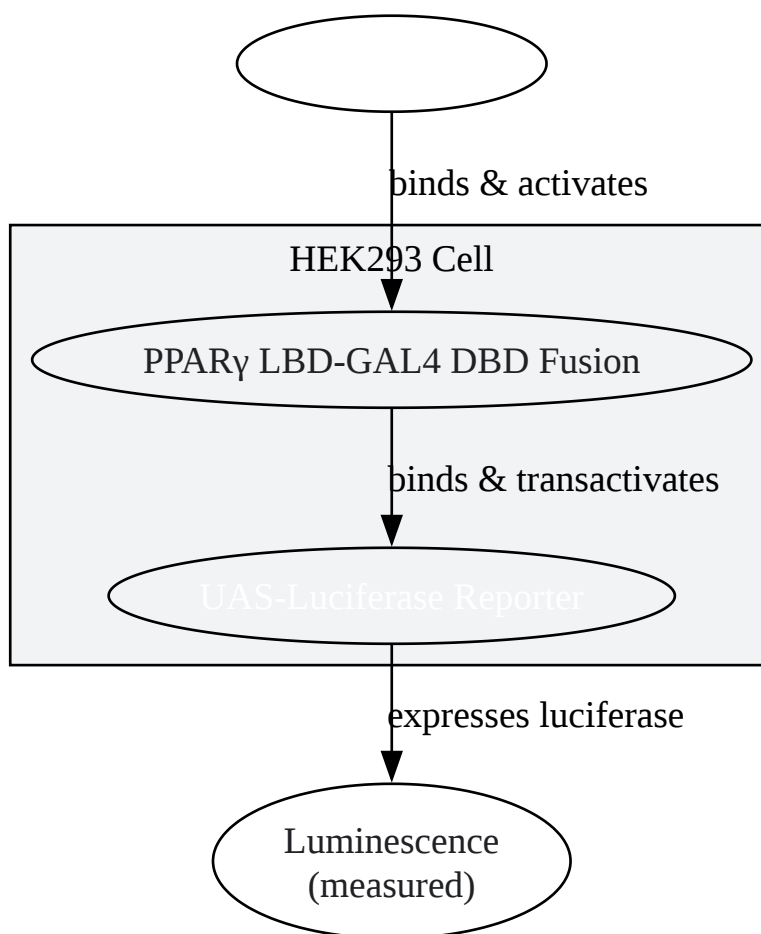 binds & activates
HEK293 Cell
PPARγ LBD-GAL4 DBD Fusion
binds & transactivates
UAS-Luciferase Reporter
expresses luciferase
Luminescence
(measured)